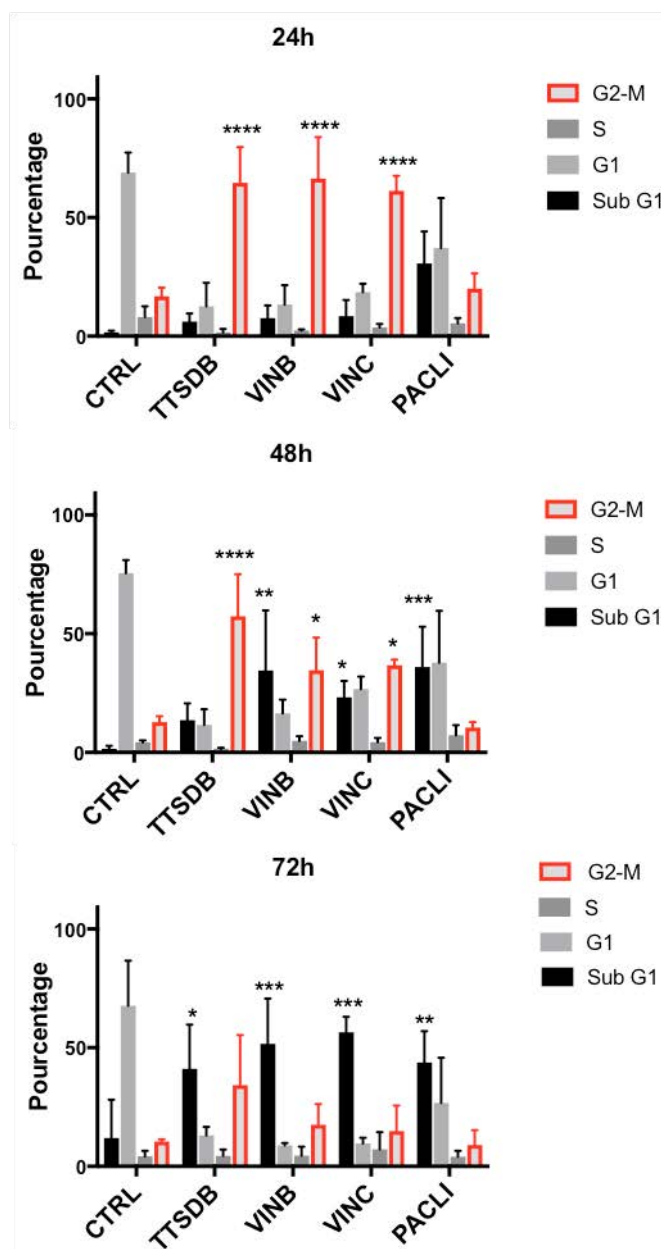 24h
Pourcentage
100
50
0
**** **** ****
G2-M
S
G1
Sub G1
CTRL TTSDB VINB VINC PACLI
48h
Pourcentage
100
50
0
**** ** * * * ***
G2-M
S
G1
Sub G1
CTRL TTSDB VINB VINC PACLI
72h
Pourcentage
100
50
0
* *** *** **
G2-M
S
G1
Sub G1
CTRL TTSDB VINB VINC PACLI